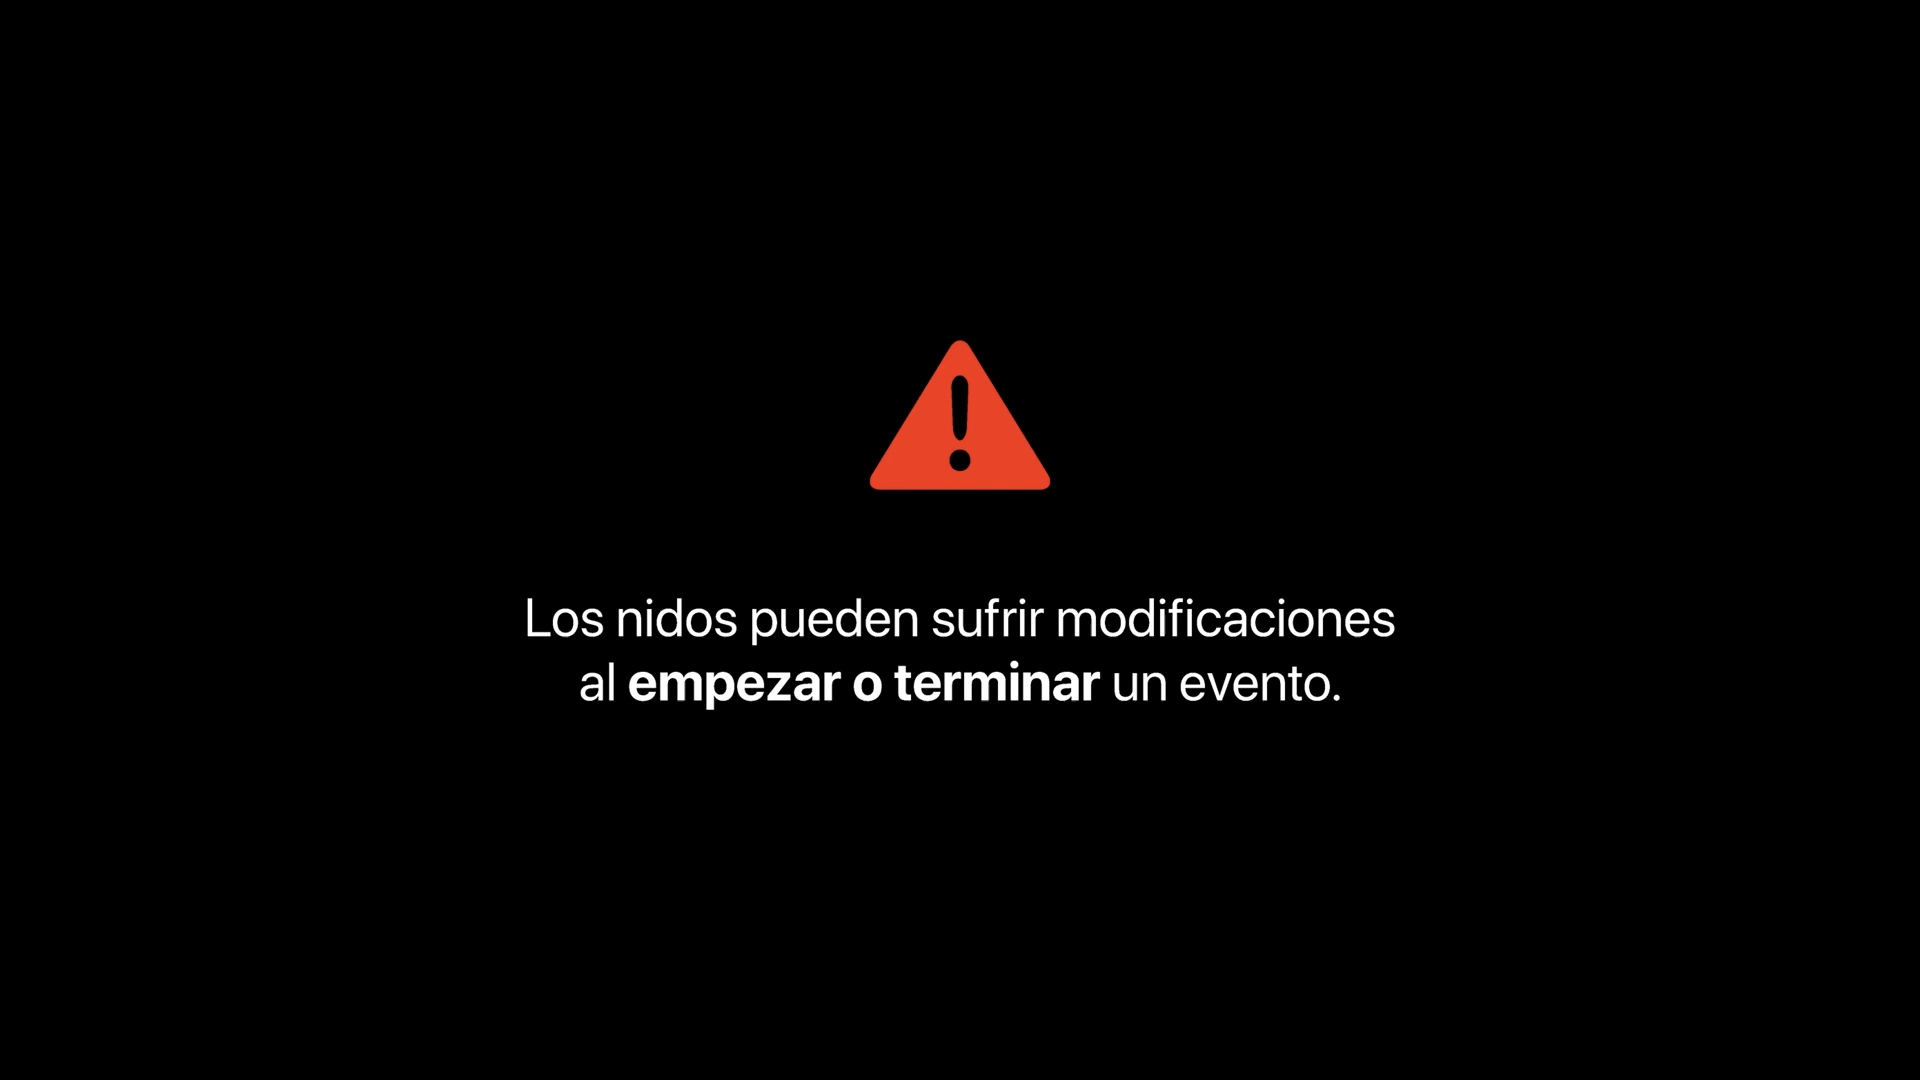 Los nidos pueden sufrir modificaciones
al empezar o terminar un evento.